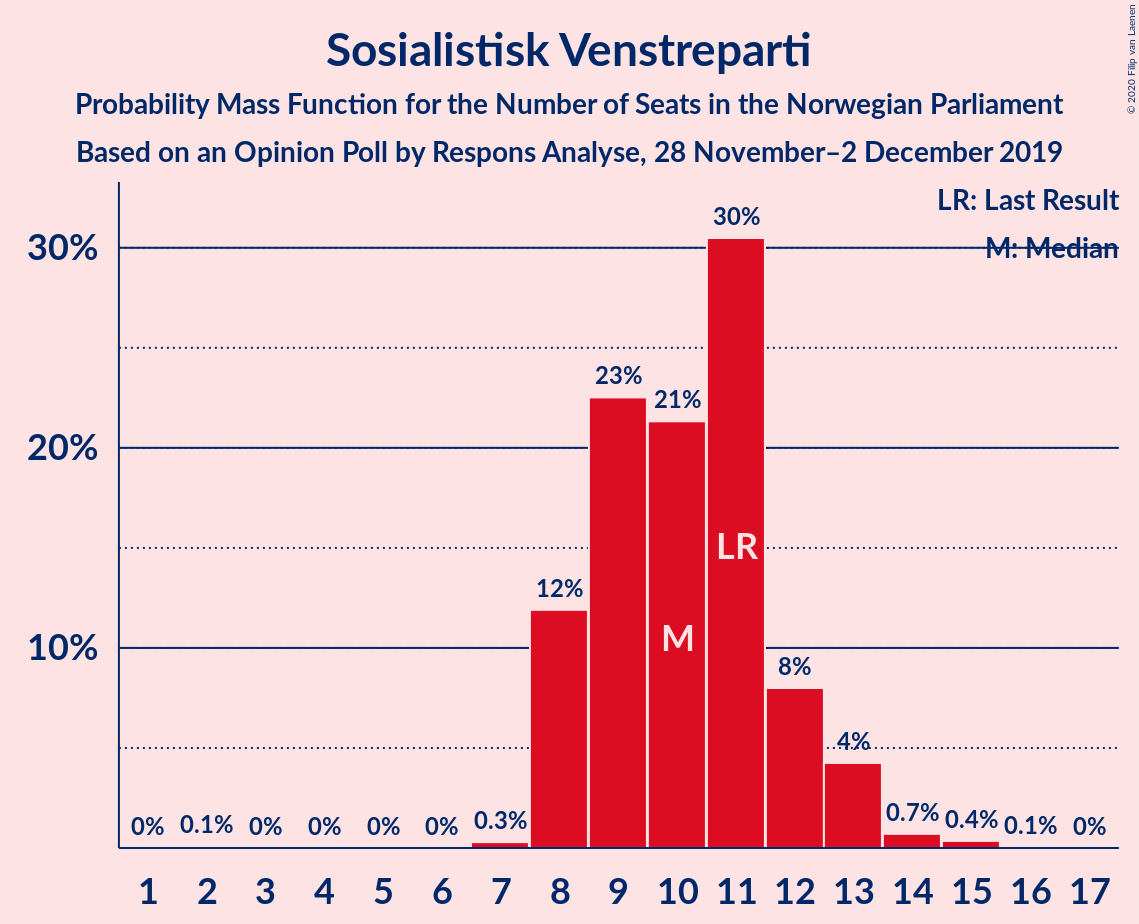 © 2020 Filip van Laenen
Sosialistisk Venstreparti
Probability Mass Function for the Number of Seats in the Norwegian Parliament
Based on an Opinion Poll by Respons Analyse, 28 November–2 December 2019
LR: Last Result
M: Median
30%
20%
10%
0% 0.1% 0% 0% 0% 0% 0.3% 12% 23% 21% 30% 8% 4% 0.7% 0.4% 0.1% 0%
LR
M
1 2 3 4 5 6 7 8 9 10 11 12 13 14 15 16 17